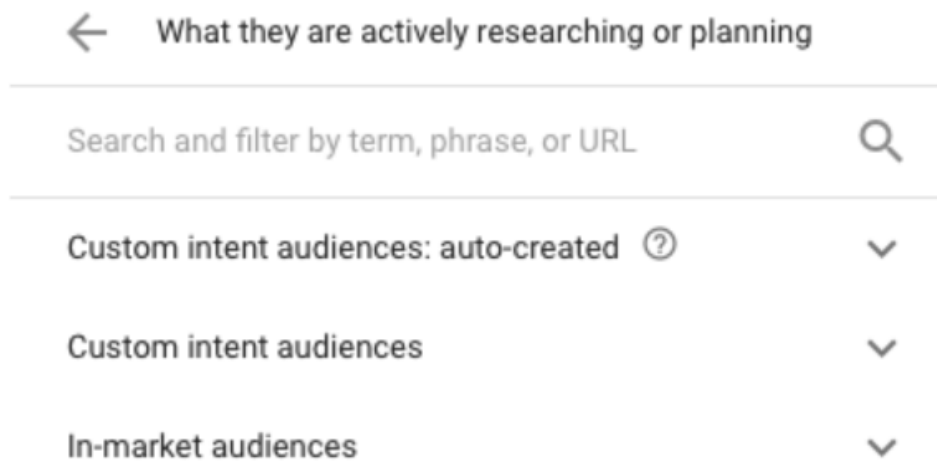 What they are actively researching or planning
Search and filter by term, phrase, or URL
Custom intent audiences: auto-created ?
Custom intent audiences
In-market audiences